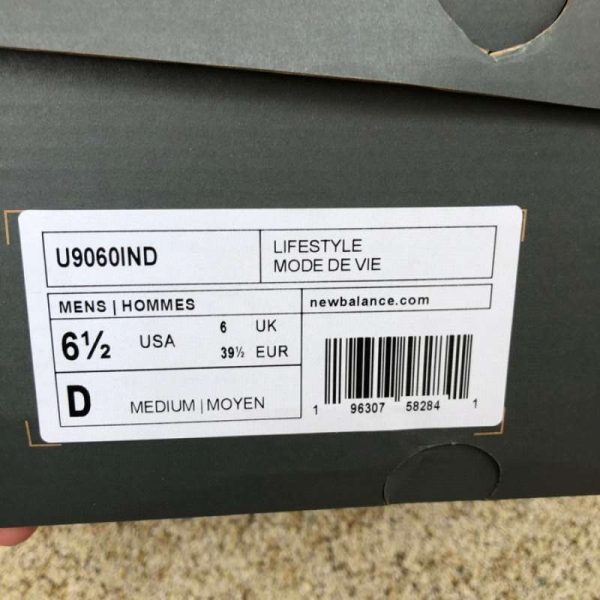 U9060IND
LIFESTYLE
MODE DE VIE
MENS | HOMMES
newbalance.com
6½ USA
6 UK
39½ EUR
D MEDIUM | MOYEN
1 96307 58284 1